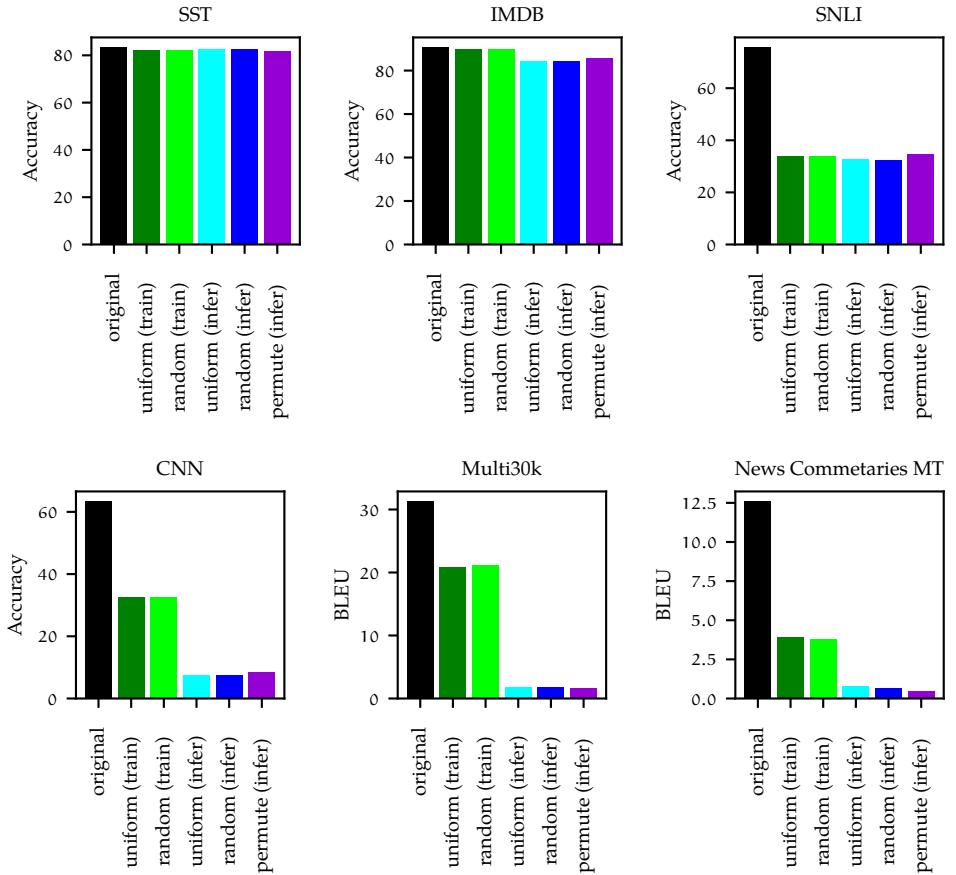 SST
Accuracy
80
60
40
20
0
original
uniform (train)
random (train)
uniform (infer)
random (infer)
permute (infer)
IMDB
Accuracy
80
60
40
20
0
original
uniform (train)
random (train)
uniform (infer)
random (infer)
permute (infer)
SNLI
Accuracy
60
40
20
0
original
uniform (train)
random (train)
uniform (infer)
random (infer)
permute (infer)
CNN
Accuracy
60
40
20
0
original
uniform (train)
random (train)
uniform (infer)
random (infer)
permute (infer)
Multi30k
BLEU
30
20
10
0
original
uniform (train)
random (train)
uniform (infer)
random (infer)
permute (infer)
News Commetaries MT
BLEU
12.5
10.0
7.5
5.0
2.5
0.0
original
uniform (train)
random (train)
uniform (infer)
random (infer)
permute (infer)